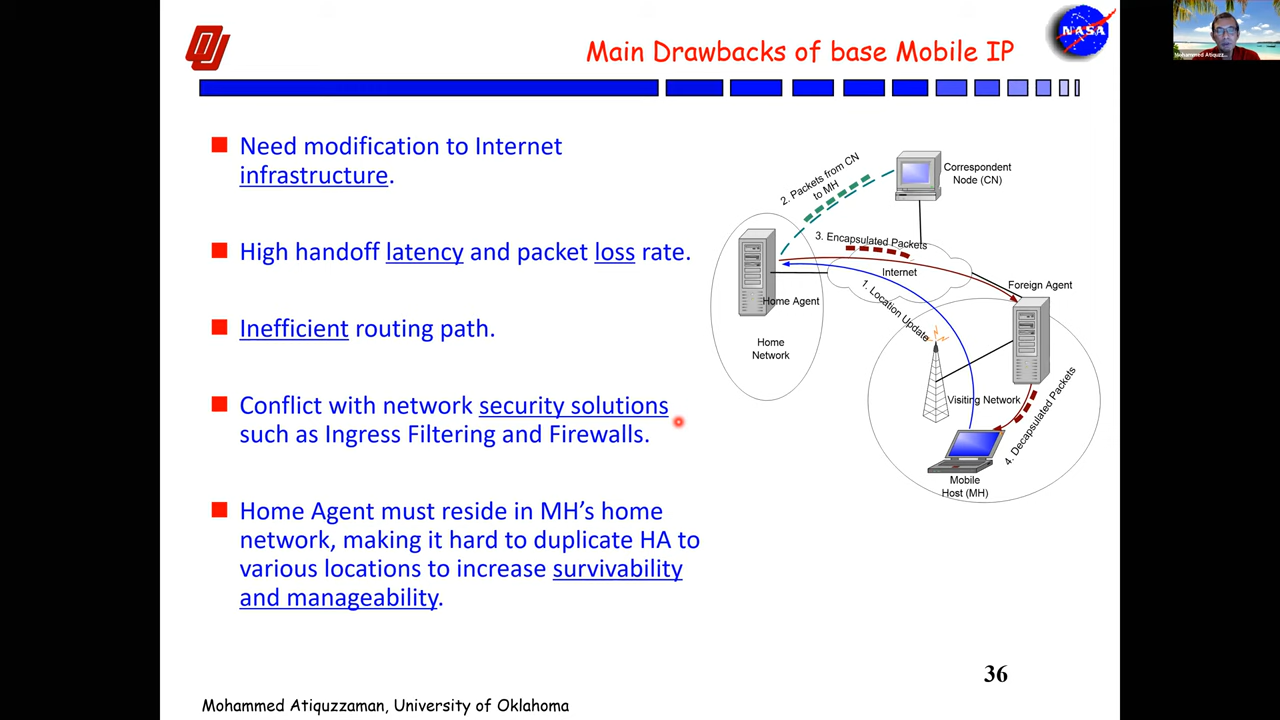 Main Drawbacks of base Mobile IP
NASA
Need modification to Internet
infrastructure.
High handoff latency and packet loss rate.
Inefficient routing path.
Conflict with network security solutions
such as Ingress Filtering and Firewalls.
Home Agent must reside in MH’s home
network, making it hard to duplicate HA to
various locations to increase survivability
and manageability.
2. Packets from CN
to MH
Correspondent
Node (CN)
3. Encapsulated Packets
Internet
Home Agent
1. Location Update
Foreign Agent
Home
Network
Visiting Network
4. Decapsulated Packets
Mobile
Host (MH)
36
Mohammed Atiquzzaman, University of Oklahoma
Mohammed Atiquzz...